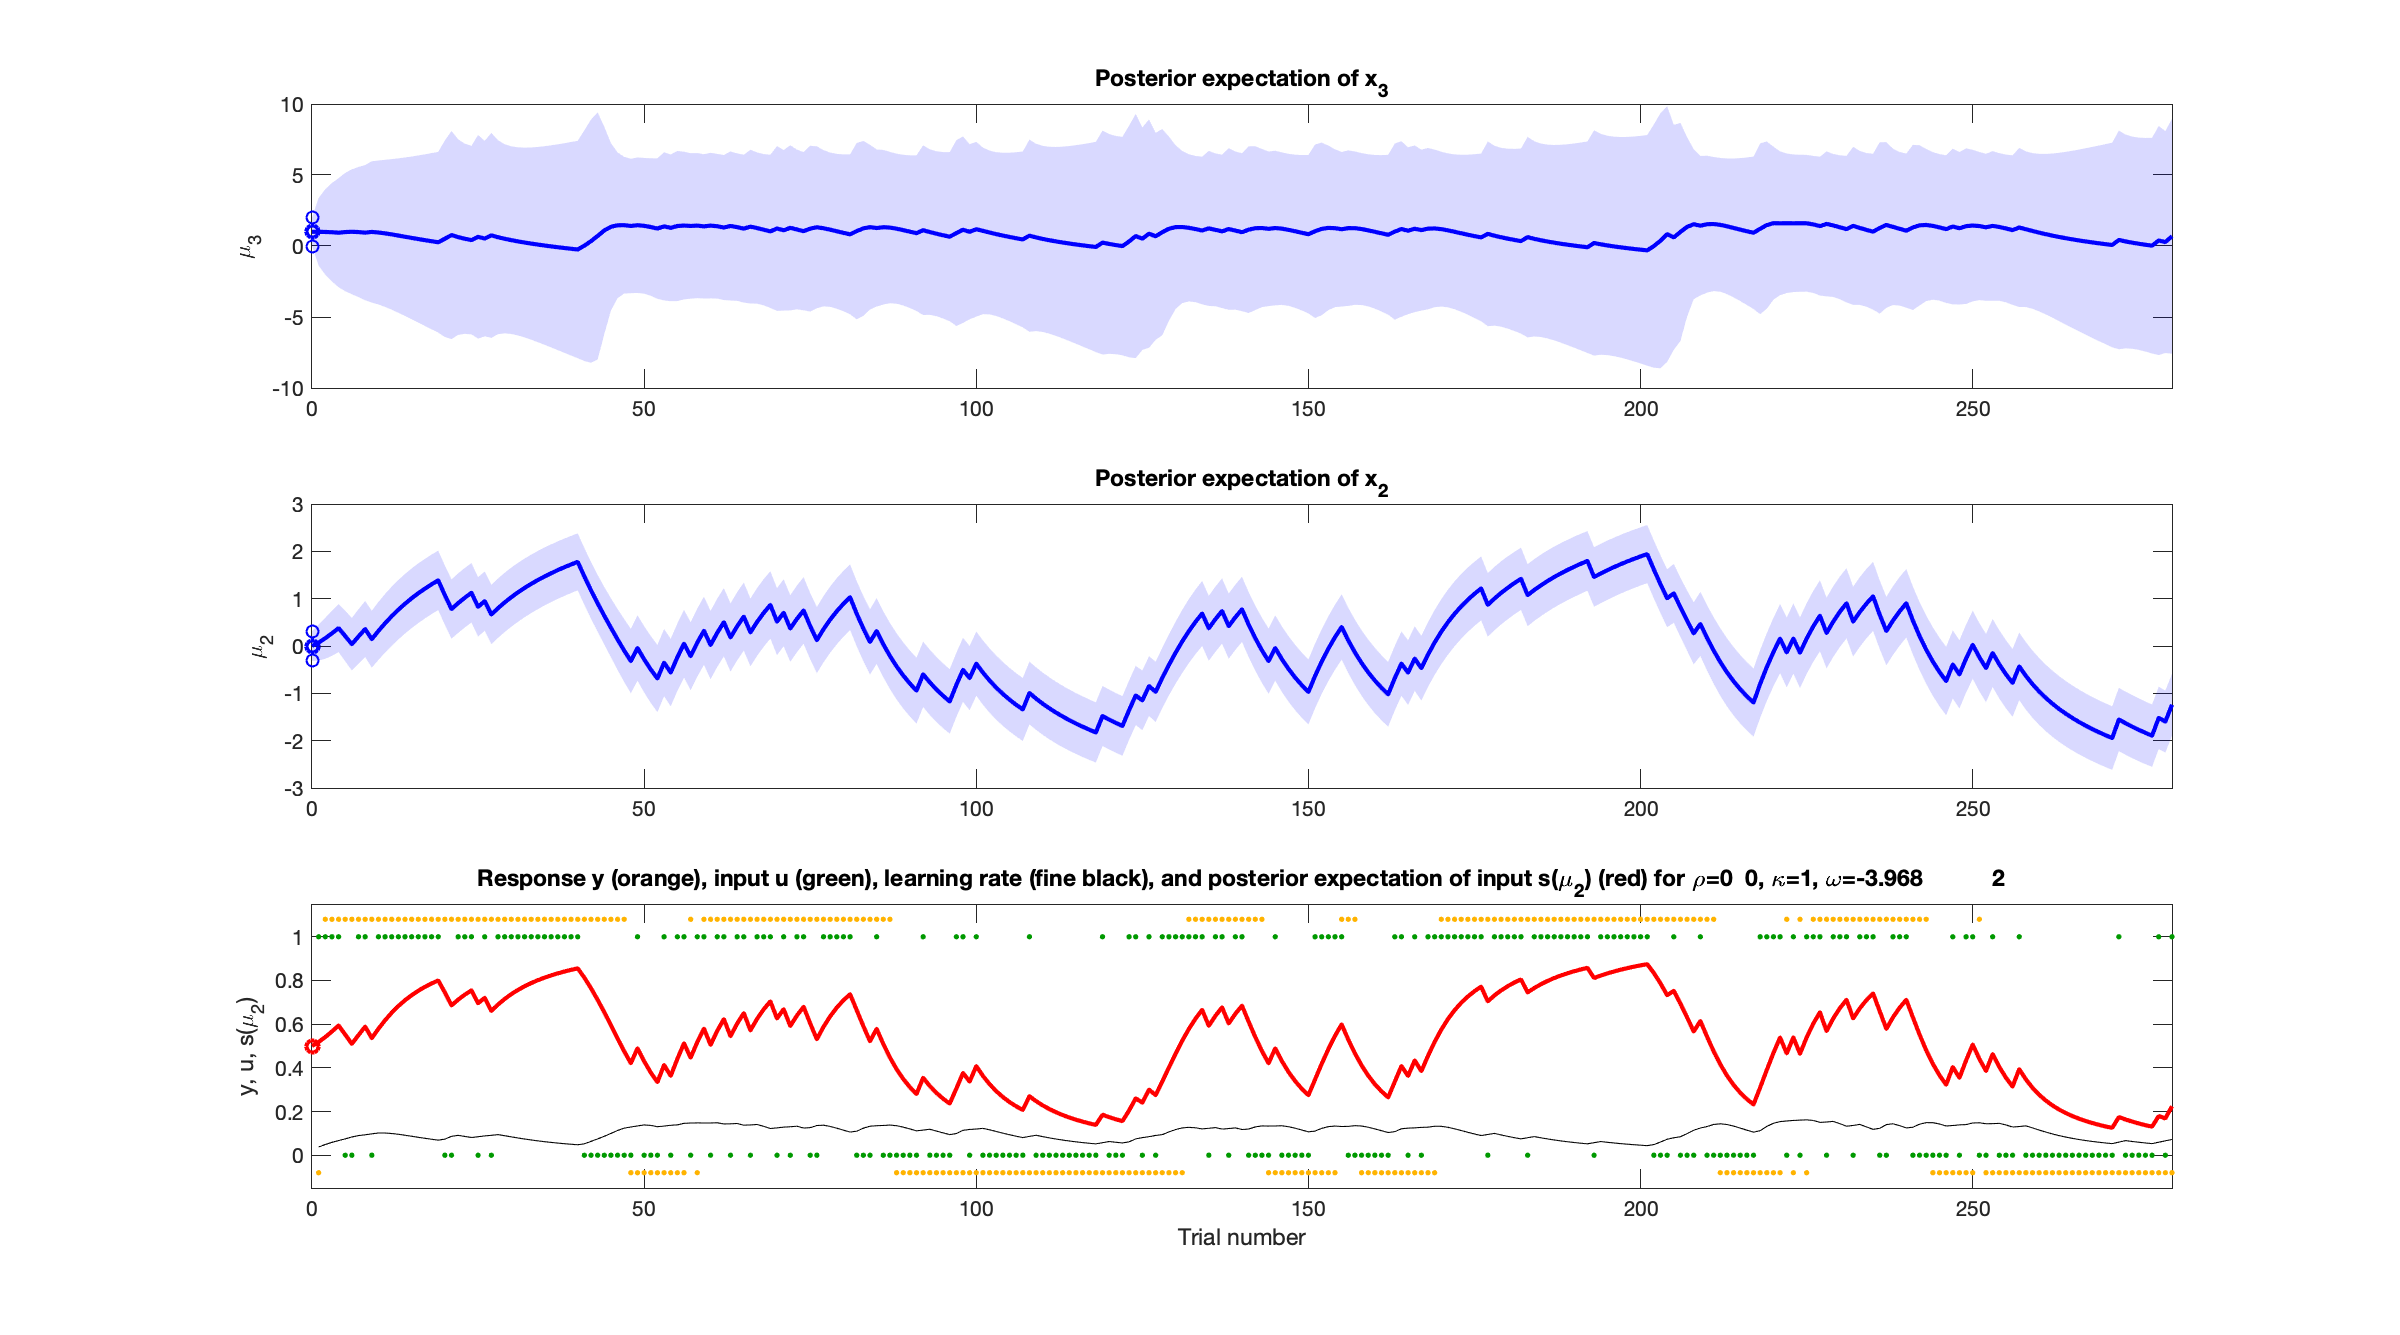 Posterior expectation of x3
μ3
10
5
0
-5
-10
0 50 100 150 200 250
Posterior expectation of x2
μ2
3
2
1
0
-1
-2
-3
0 50 100 150 200 250
Response y (orange), input u (green), learning rate (fine black), and posterior expectation of input s(μ2) (red) for ρ=0 0, κ=1, ω=-3.968 2
y, u, s(μ2)
1
0.8
0.6
0.4
0.2
0
0 50 100 150 200 250
Trial number